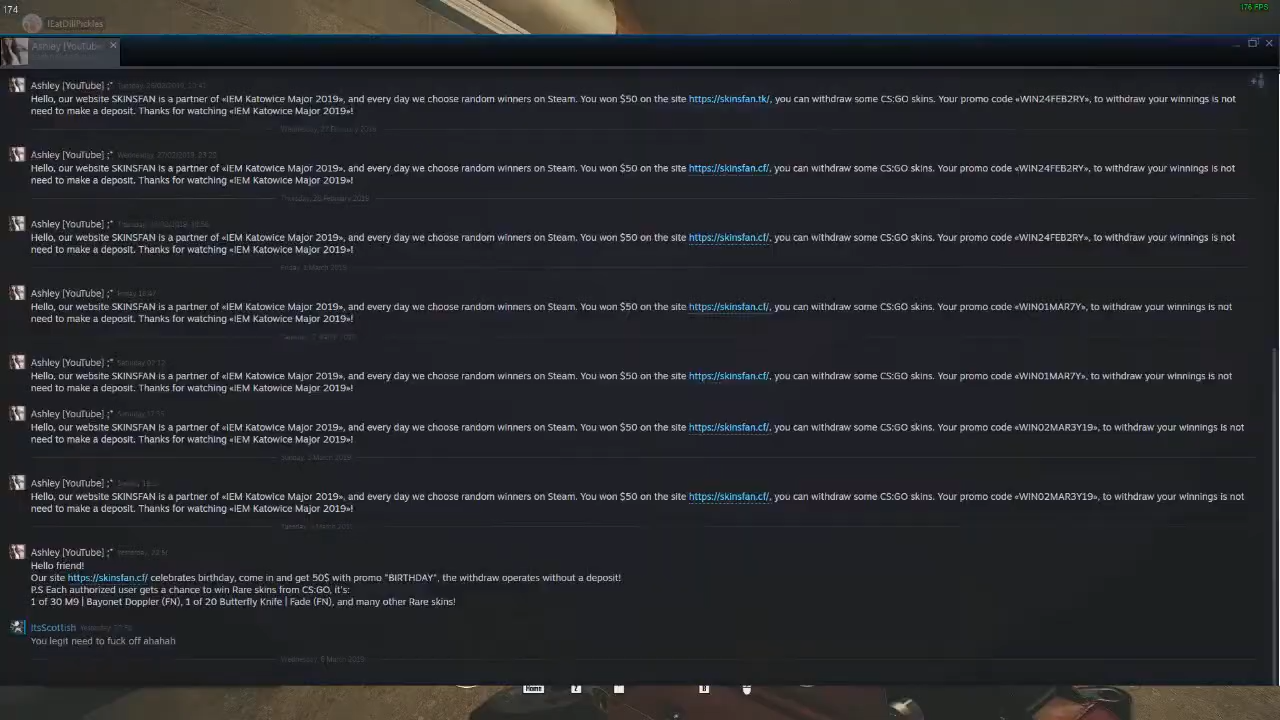 174
176 FPS
IEatDillPickles
Ashley [YouTube]
Ashley [YouTube] ;* Tuesday, 26/02/2019,
Hello, our website SKINSFAN is a partner of «IEM Katowice Major 2019», and every day we choose random winners on Steam. You won $50 on the site https://skinsfan.tk/, you can withdraw some CS:GO skins. Your promo code «WIN24FEB2RY», to withdraw your winnings is not
need to make a deposit. Thanks for watching «IEM Katowice Major 2019»!
Ashley [YouTube] ;* Wednesday, 27/02/2019,
Hello, our website SKINSFAN is a partner of «IEM Katowice Major 2019», and every day we choose random winners on Steam. You won $50 on the site https://skinsfan.cf/, you can withdraw some CS:GO skins. Your promo code «WIN24FEB2RY», to withdraw your winnings is not
need to make a deposit. Thanks for watching «IEM Katowice Major 2019»!
Ashley [YouTube] ;*
Hello, our website SKINSFAN is a partner of «IEM Katowice Major 2019», and every day we choose random winners on Steam. You won $50 on the site https://skinsfan.cf/, you can withdraw some CS:GO skins. Your promo code «WIN24FEB2RY», to withdraw your winnings is not
need to make a deposit. Thanks for watching «IEM Katowice Major 2019»!
Ashley [YouTube] ;* Friday
Hello, our website SKINSFAN is a partner of «IEM Katowice Major 2019», and every day we choose random winners on Steam. You won $50 on the site https://skinsfan.cf/, you can withdraw some CS:GO skins. Your promo code «WIN01MAR7Y», to withdraw your winnings is not
need to make a deposit. Thanks for watching «IEM Katowice Major 2019»!
Ashley [YouTube] ;* Saturday
Hello, our website SKINSFAN is a partner of «IEM Katowice Major 2019», and every day we choose random winners on Steam. You won $50 on the site https://skinsfan.cf/, you can withdraw some CS:GO skins. Your promo code «WIN01MAR7Y», to withdraw your winnings is not
need to make a deposit. Thanks for watching «IEM Katowice Major 2019»!
Ashley [YouTube] ;* Saturday
Hello, our website SKINSFAN is a partner of «IEM Katowice Major 2019», and every day we choose random winners on Steam. You won $50 on the site https://skinsfan.cf/, you can withdraw some CS:GO skins. Your promo code «WIN02MAR3Y19», to withdraw your winnings is not
need to make a deposit. Thanks for watching «IEM Katowice Major 2019»!
Ashley [YouTube] ;*
Hello, our website SKINSFAN is a partner of «IEM Katowice Major 2019», and every day we choose random winners on Steam. You won $50 on the site https://skinsfan.cf/, you can withdraw some CS:GO skins. Your promo code «WIN02MAR3Y19», to withdraw your winnings is not
need to make a deposit. Thanks for watching «IEM Katowice Major 2019»!
Ashley [YouTube] ;* Yesterday
Hello friend!
Our site https://skinsfan.cf/ celebrates birthday, come in and get 50$ with promo "BIRTHDAY", the withdraw operates without a deposit!
P.S Each authorized user gets a chance to win Rare skins from CS:GO, it's:
1 of 30 M9 | Bayonet Doppler (FN), 1 of 20 Butterfly Knife | Fade (FN), and many other Rare skins!
ItsScottish Yesterday
You legit need to fuck off ahahah
Home
Z
B